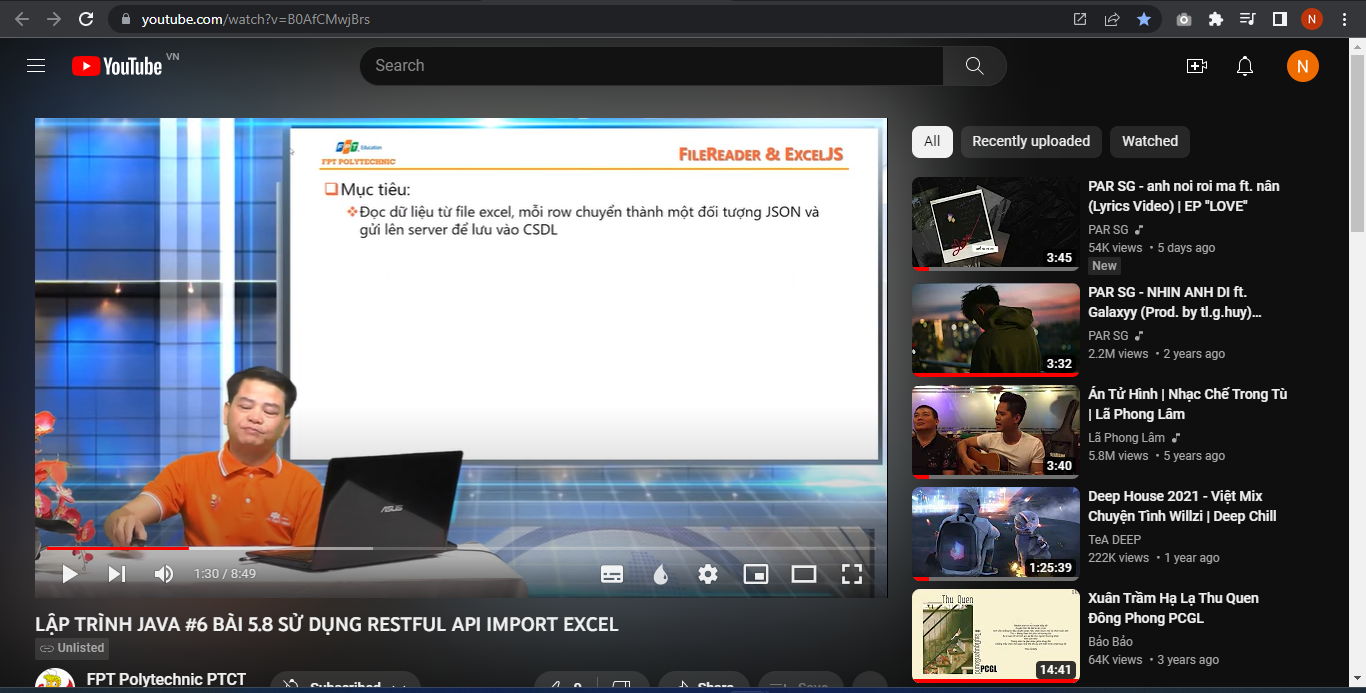 youtube.com/watch?v=B0AfCMwjBrs
N
YouTube VN
Search
N
FPT Education
FPT POLYTECHNIC
FILEREADER & EXCELJS
Mục tiêu:
Đọc dữ liệu từ file excel, mỗi row chuyển thành một đối tượng JSON và
gửi lên server để lưu vào CSDL
ASUS
1:30 / 8:49
LẬP TRÌNH JAVA #6 BÀI 5.8 SỬ DỤNG RESTFUL API IMPORT EXCEL
Unlisted
FPT Polytechnic PTCT
Subscribed
Share
Save
All
Recently uploaded
Watched
3:45
PAR SG - anh noi roi ma ft. nân
(Lyrics Video) | EP "LOVE"
PAR SG
54K views • 5 days ago
New
3:32
PAR SG - NHIN ANH DI ft.
Galaxyy (Prod. by tl.g.huy)...
PAR SG
2.2M views • 2 years ago
3:40
Án Tử Hình | Nhạc Chế Trong Tù
| Lã Phong Lâm
Lã Phong Lâm
5.8M views • 5 years ago
1:25:39
Deep House 2021 - Việt Mix
Chuyện Tình Willzi | Deep Chill
TeA DEEP
222K views • 1 year ago
Thu Quen
PCGL
14:41
Xuân Trầm Hạ Lạ Thu Quen
Đông Phong PCGL
Bảo Bảo
64K views • 3 years ago